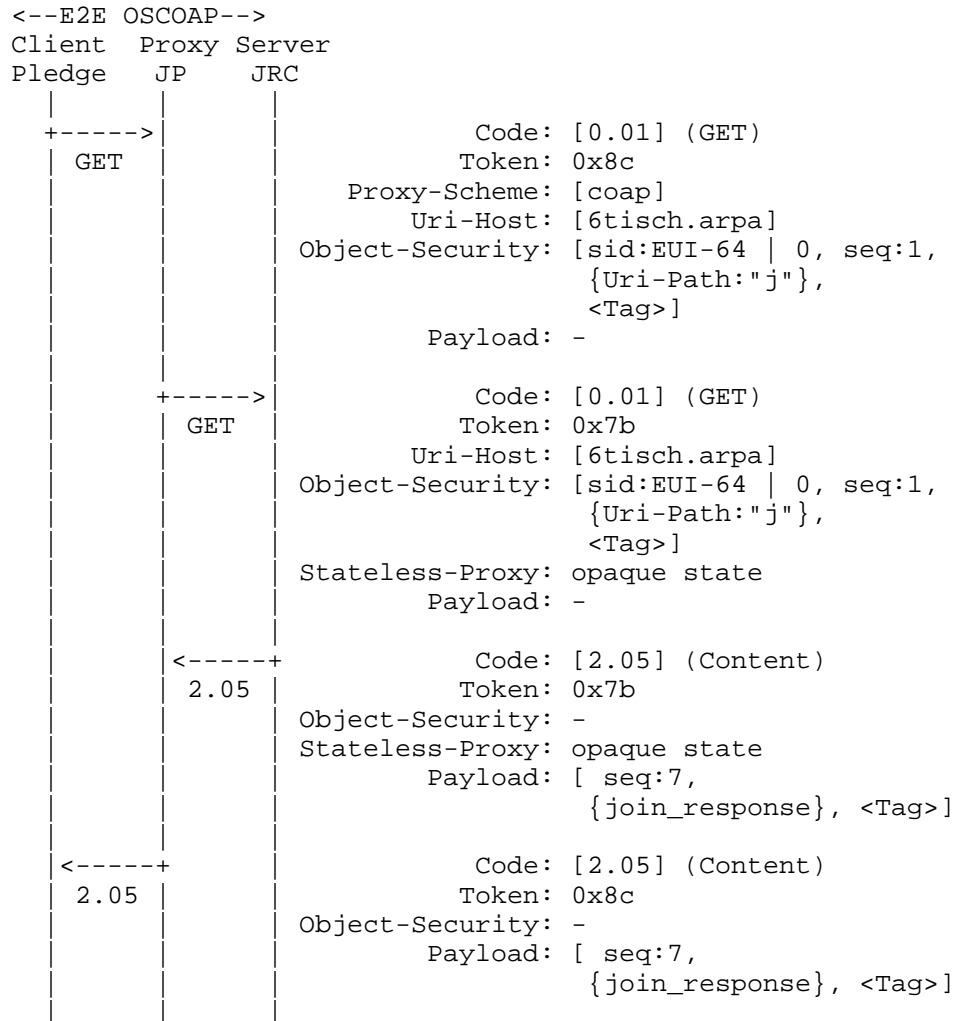 <--E2E OSCOAP-->
Client Proxy Server
Pledge JP JRC
| | |
+----->| | Code: [0.01] (GET)
| GET | | Token: 0x8c
| | | Proxy-Scheme: [coap]
| | | Uri-Host: [6tisch.arpa]
| | | Object-Security: [sid:EUI-64 | 0, seq:1,
| | | {Uri-Path:"j"},
| | | <Tag>]
| | | Payload: -
| | |
| +-----> Code: [0.01] (GET)
| | GET | Token: 0x7b
| | | Uri-Host: [6tisch.arpa]
| | | Object-Security: [sid:EUI-64 | 0, seq:1,
| | | {Uri-Path:"j"},
| | | <Tag>]
| | | Stateless-Proxy: opaque state
| | | Payload: -
| | |
| |<-----+ Code: [2.05] (Content)
| | 2.05 | Token: 0x7b
| | | Object-Security: -
| | | Stateless-Proxy: opaque state
| | | Payload: [ seq:7,
| | | {join_response}, <Tag>]
| | |
|<-----+ | Code: [2.05] (Content)
| 2.05 | | Token: 0x8c
| | | Object-Security: -
| | | Payload: [ seq:7,
| | | {join_response}, <Tag>]
| | |